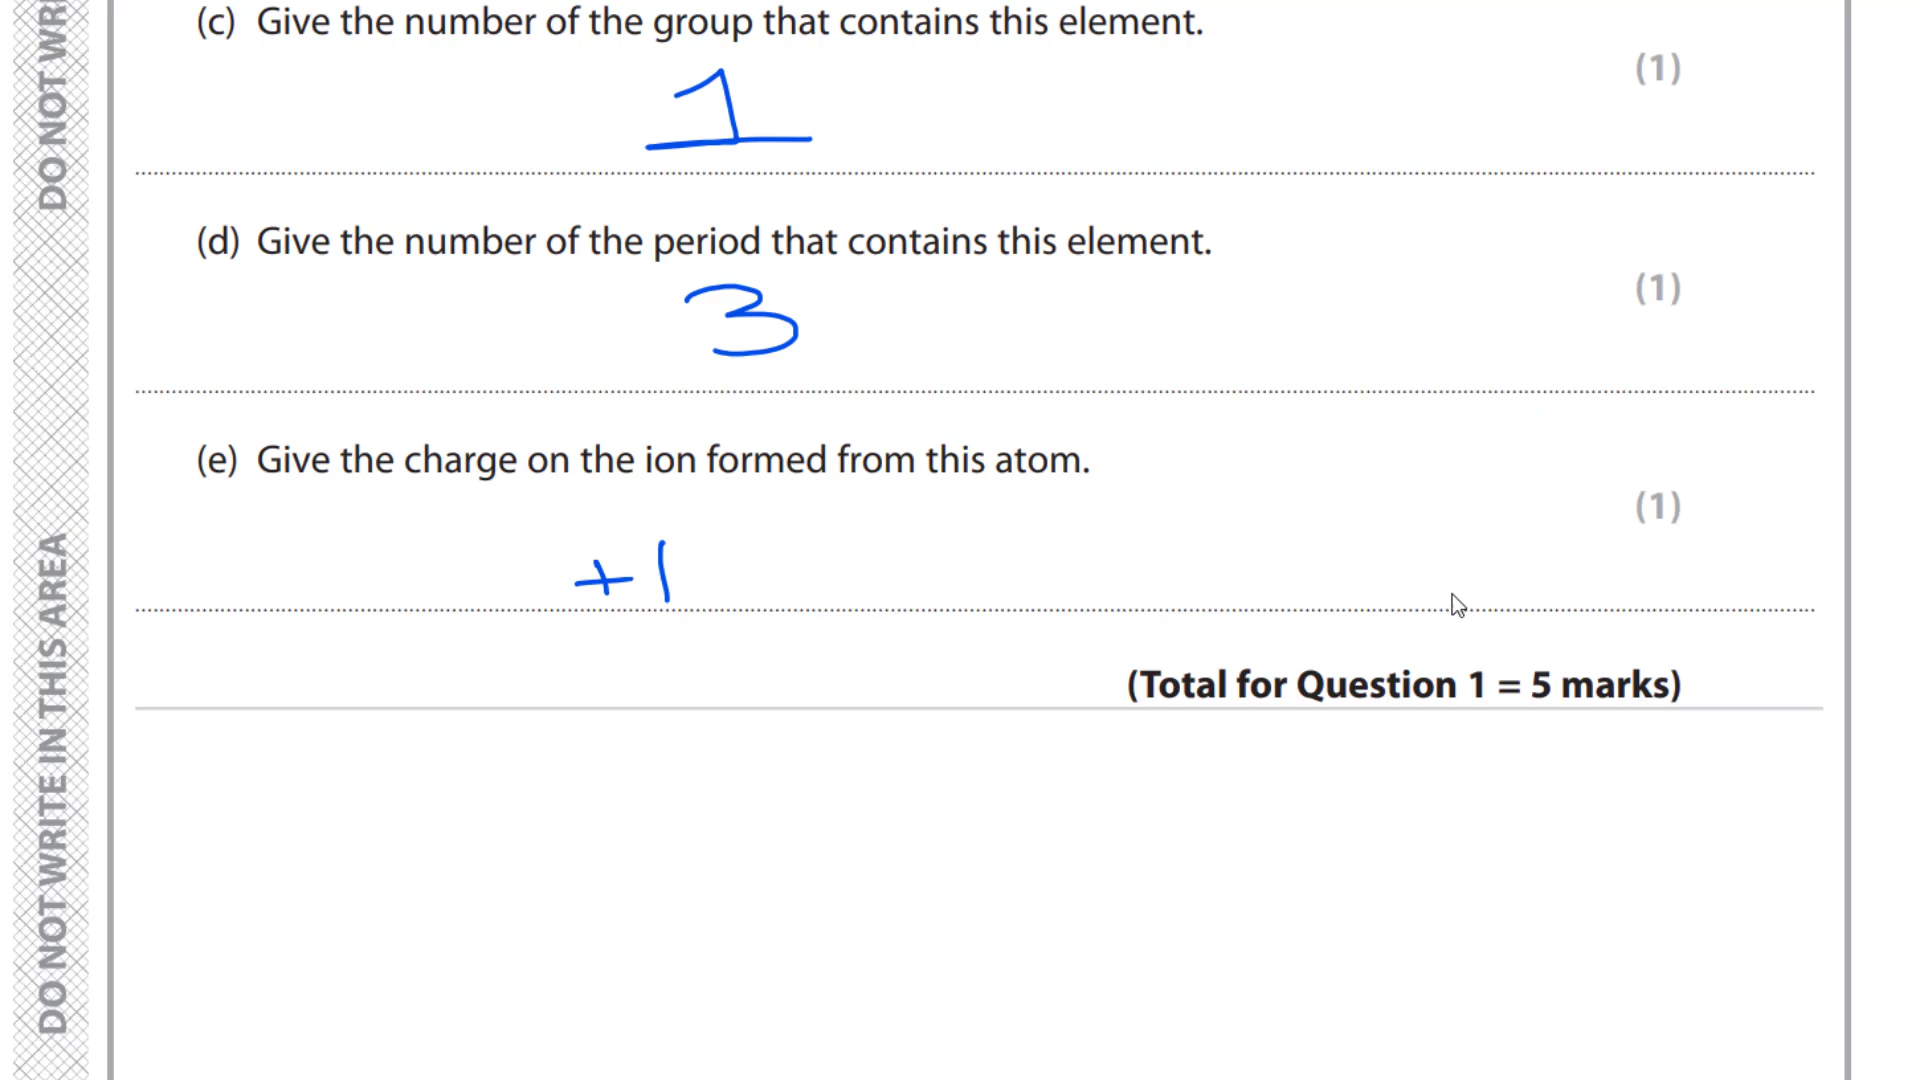 (c) Give the number of the group that contains this element.
(1)
1
(d) Give the number of the period that contains this element.
(1)
3
(e) Give the charge on the ion formed from this atom.
(1)
+1
(Total for Question 1 = 5 marks)
DO NOT WR
DO NOT WRITE IN THIS AREA